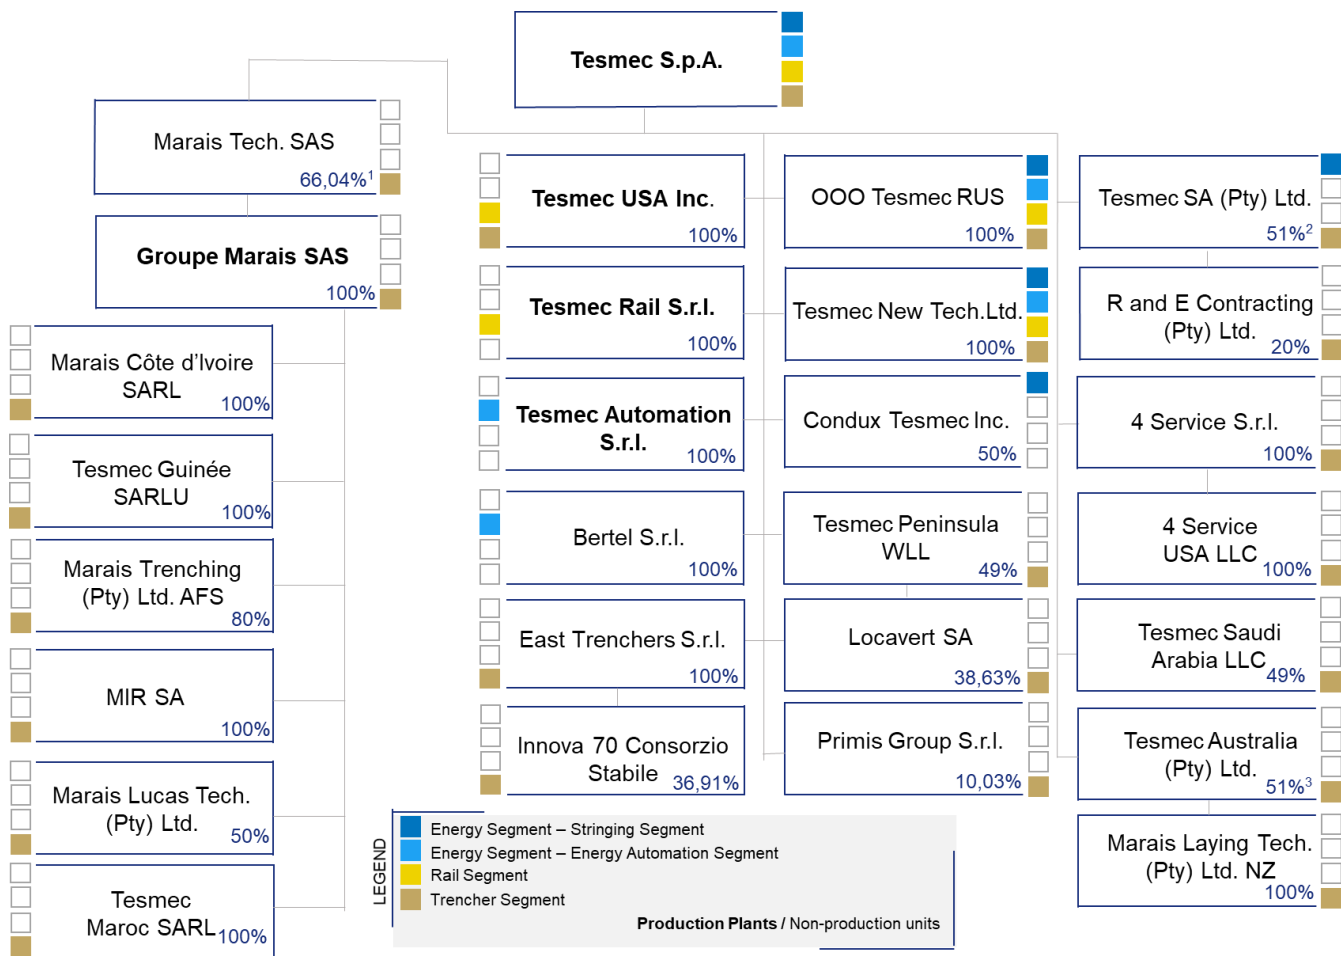 Tesmec S.p.A.
Marais Tech. SAS
66,04%1
Groupe Marais SAS
100%
Marais Côte d'Ivoire
SARL
100%
Tesmec Guinée
SARLU
100%
Marais Trenching
(Pty) Ltd. AFS
80%
MIR SA
100%
Marais Lucas Tech.
(Pty) Ltd.
50%
Tesmec
Maroc SARL
100%
Tesmec USA Inc.
100%
Tesmec Rail S.r.l.
100%
Tesmec Automation
S.r.l.
100%
Bertel S.r.l.
100%
East Trenchers S.r.l.
100%
Innova 70 Consorzio
Stabile
36,91%
OOO Tesmec RUS
100%
Tesmec New Tech.Ltd.
100%
Condux Tesmec Inc.
50%
Tesmec Peninsula
WLL
49%
Locavert SA
38,63%
Primis Group S.r.l.
10,03%
Tesmec SA (Pty) Ltd.
51%2
R and E Contracting
(Pty) Ltd.
20%
4 Service S.r.l.
100%
4 Service
USA LLC
100%
Tesmec Saudi
Arabia LLC
49%
Tesmec Australia
(Pty) Ltd.
51%3
Marais Laying Tech.
(Pty) Ltd. NZ
100%
LEGEND
Energy Segment – Stringing Segment
Energy Segment – Energy Automation Segment
Rail Segment
Trencher Segment
Production Plants / Non-production units